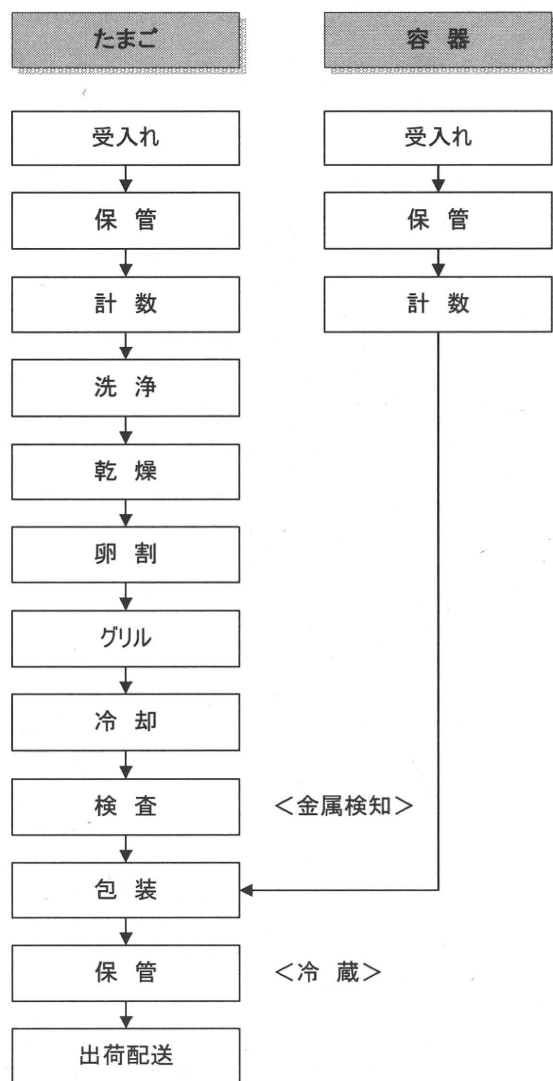 たまご
容 器
受入れ
受入れ
保 管
保 管
計 数
計 数
洗 浄
乾 燥
卵 割
グリル
冷 却
検 査
＜金属検知＞
包 装
保 管
＜冷 蔵＞
出荷配送